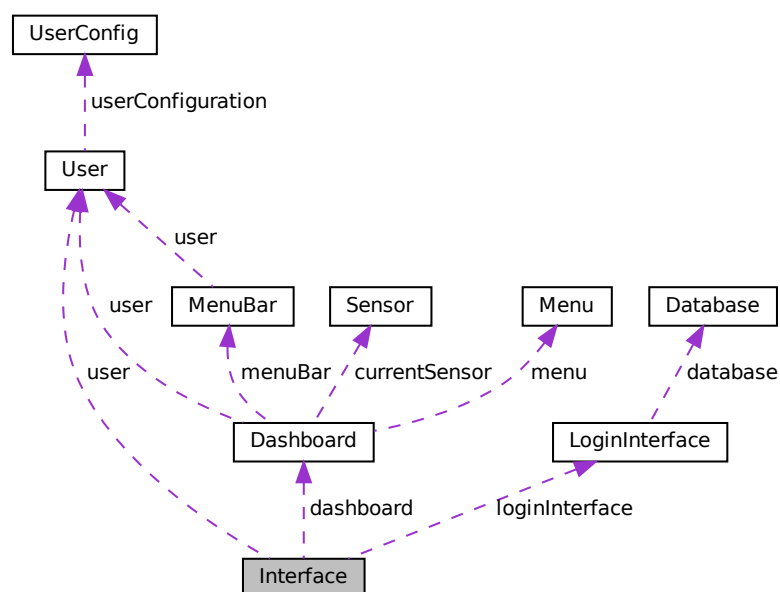 UserConfig
userConfiguration
User
user
MenuBar
Sensor
Menu
Database
user
user
menuBar
currentSensor
menu
database
Dashboard
LoginInterface
dashboard
loginInterface
Interface